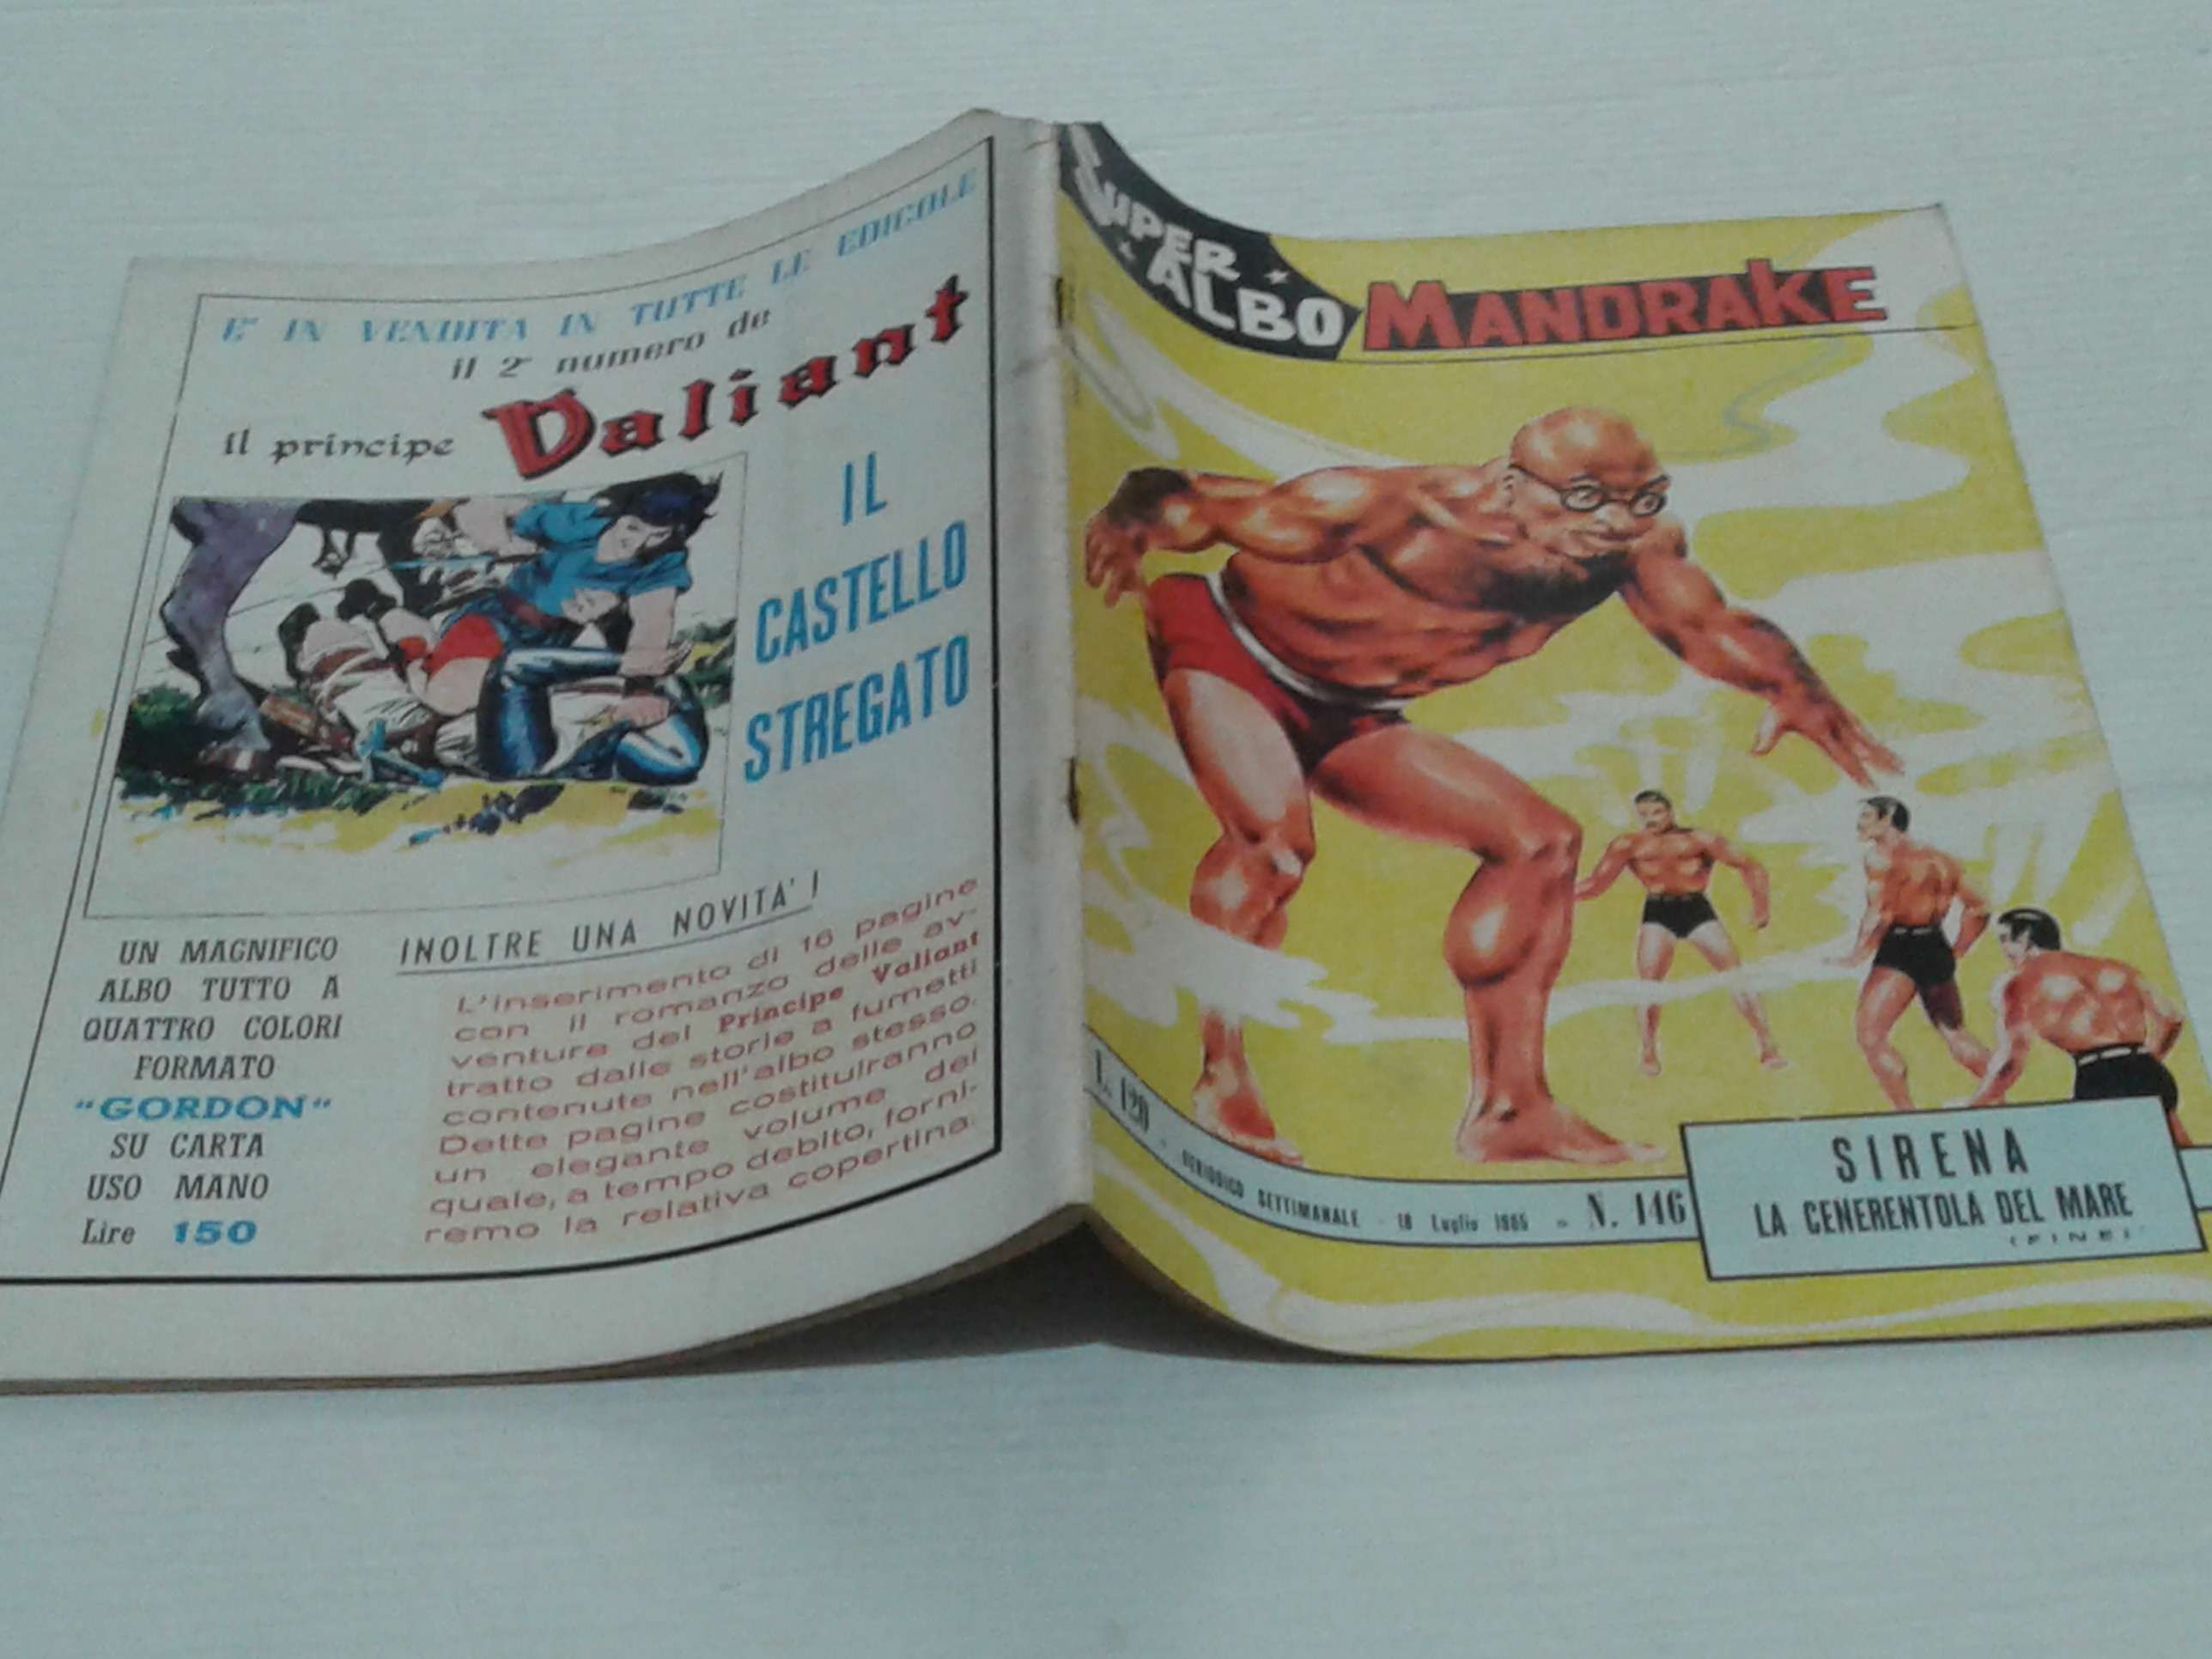 E' IN VENDITA IN TUTTE LE EDICOLE
il 2° numero de
il principe Valiant
IL
CASTELLO
STREGATO
UN MAGNIFICO
ALBO TUTTO A
QUATTRO COLORI
FORMATO
"GORDON"
SU CARTA
USO MANO
Lire 150
INOLTRE UNA NOVITA'!
L'inserimento di 16 pagine
con il romanzo delle av-
venture del Principe Valiant
tratto dalle storie a fumetti
contenute nell'albo stesso.
Dette pagine costituiranno
un elegante volume del
quale, a tempo debito, forni-
remo la relativa copertina.
SUPER
ALBO
MANDRAKE
L. 120 - PERIODICO SETTIMANALE - 18 Luglio 1965 - N. 146
SIRENA
LA CENERENTOLA DEL MARE
(FINE)